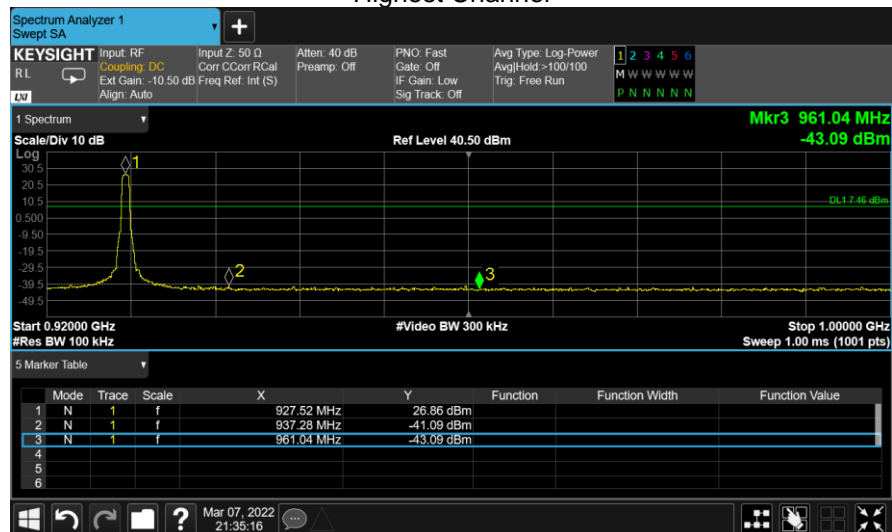 Highest Channel
Spectrum Analyzer 1
Swept SA
+
KEYSIGHT Input: RF Input Z: 50 Ω Atten: 40 dB PNO: Fast Avg Type: Log-Power 1 2 3 4 5 6
RL Coupling: DC Corr CCorr RCal Preamp: Off Gate: Off Avg|Hold:>100/100 M W W W W W
Ext Gain: -10.50 dB Freq Ref: Int (S) IF Gain: Low Trig: Free Run
LXI Align: Auto Sig Track: Off P N N N N N
1 Spectrum Mkr3 961.04 MHz
Scale/Div 10 dB Ref Level 40.50 dBm -43.09 dBm
Log
30.5
20.5
10.5
0.500
-9.50
-19.5
-29.5
-39.5
-49.5
1
DL1 7.46 dBm
2
3
Start 0.92000 GHz #Video BW 300 kHz Stop 1.00000 GHz
#Res BW 100 kHz Sweep 1.00 ms (1001 pts)
5 Marker Table
Mode Trace Scale X Y Function Function Width Function Value
1 N 1 f 927.52 MHz 26.86 dBm
2 N 1 f 937.28 MHz -41.09 dBm
3 N 1 f 961.04 MHz -43.09 dBm
4
5
6
? Mar 07, 2022
21:35:16